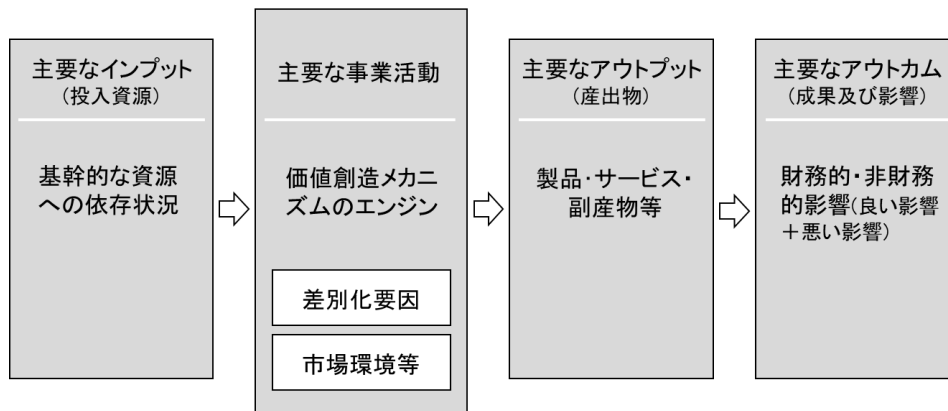 主要なインプット
(投入資源)
基幹的な資源
への依存状況
主要な事業活動
価値創造メカニ
ズムのエンジン
差別化要因
市場環境等
主要なアウトプット
(産出物)
製品・サービス・
副産物等
主要なアウトカム
(成果及び影響)
財務的・非財務
的影響(良い影響
＋悪い影響)